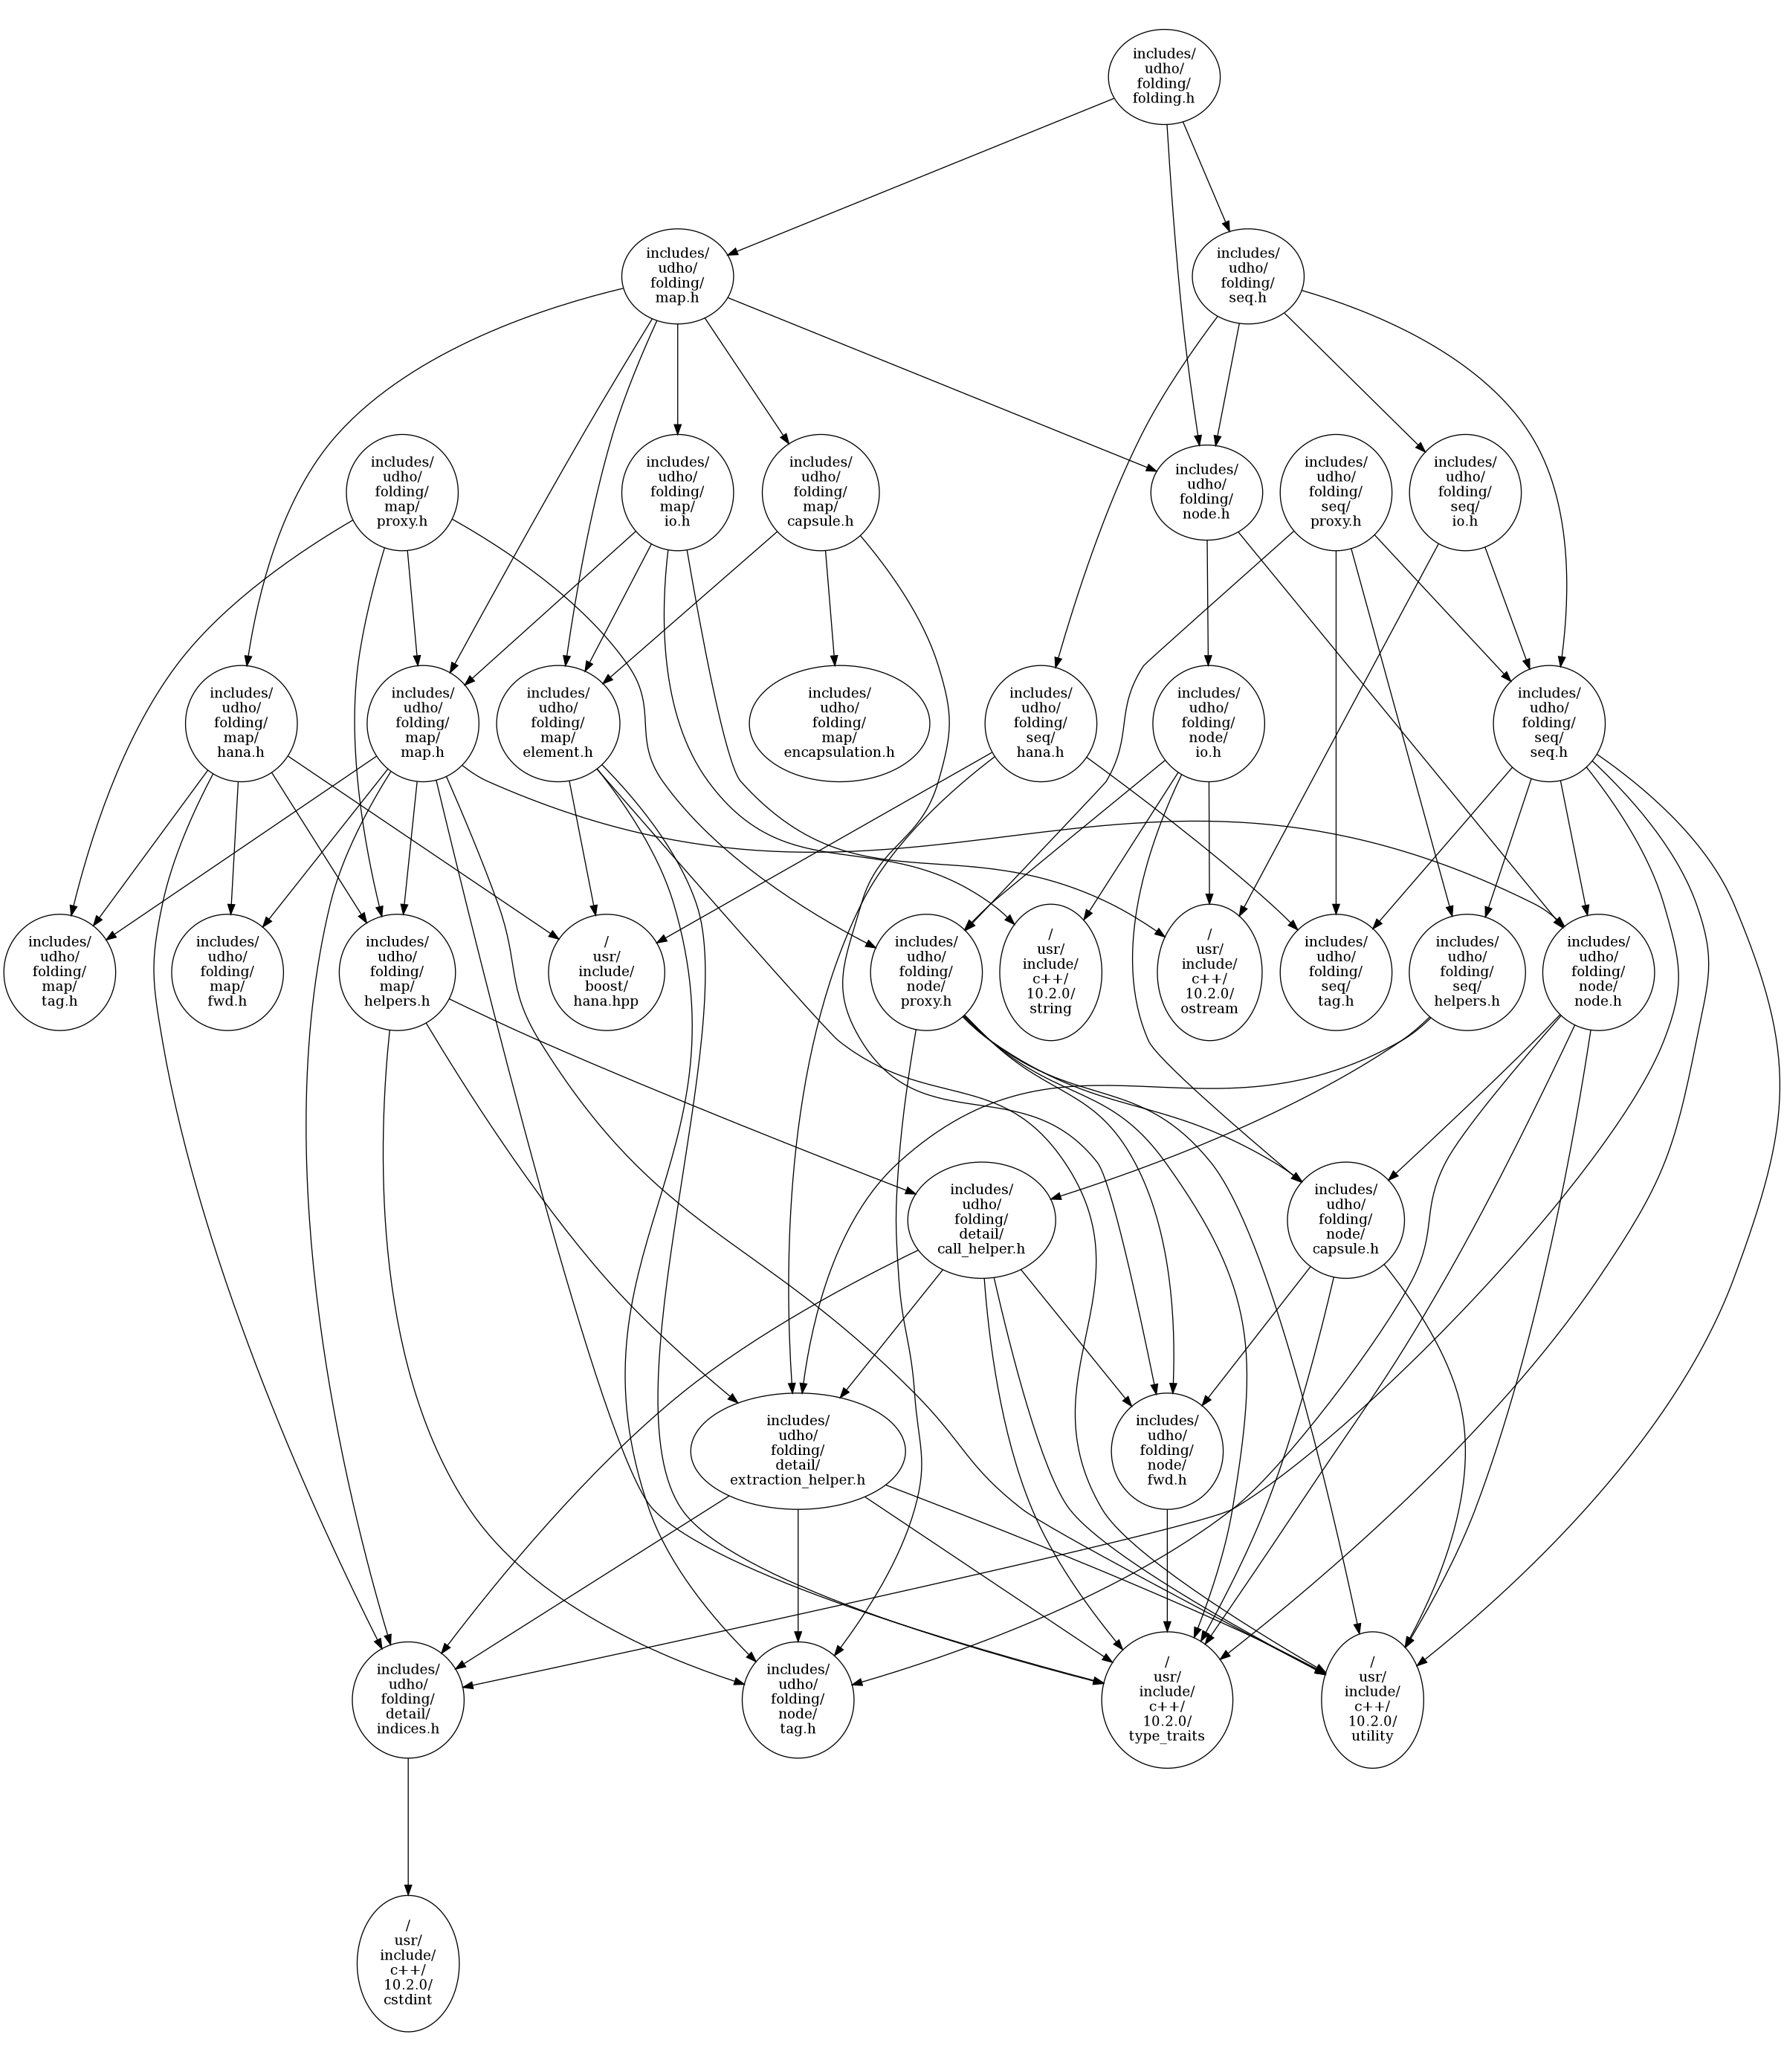 includes/
udho/
folding/
folding.h
includes/
udho/
folding/
map.h
includes/
udho/
folding/
seq.h
includes/
udho/
folding/
map/
proxy.h
includes/
udho/
folding/
map/
io.h
includes/
udho/
folding/
map/
capsule.h
includes/
udho/
folding/
node.h
includes/
udho/
folding/
seq/
proxy.h
includes/
udho/
folding/
seq/
io.h
includes/
udho/
folding/
map/
hana.h
includes/
udho/
folding/
map/
map.h
includes/
udho/
folding/
map/
element.h
includes/
udho/
folding/
map/
encapsulation.h
includes/
udho/
folding/
seq/
hana.h
includes/
udho/
folding/
node/
io.h
includes/
udho/
folding/
seq/
seq.h
includes/
udho/
folding/
map/
tag.h
includes/
udho/
folding/
map/
fwd.h
includes/
udho/
folding/
map/
helpers.h
/
usr/
include/
boost/
hana.hpp
includes/
udho/
folding/
node/
proxy.h
/
usr/
include/
c++/
10.2.0/
string
/
usr/
include/
c++/
10.2.0/
ostream
includes/
udho/
folding/
seq/
tag.h
includes/
udho/
folding/
seq/
helpers.h
includes/
udho/
folding/
node/
node.h
includes/
udho/
folding/
detail/
call_helper.h
includes/
udho/
folding/
node/
capsule.h
includes/
udho/
folding/
detail/
extraction_helper.h
includes/
udho/
folding/
node/
fwd.h
includes/
udho/
folding/
detail/
indices.h
includes/
udho/
folding/
node/
tag.h
/
usr/
include/
c++/
10.2.0/
type_traits
/
usr/
include/
c++/
10.2.0/
utility
/
usr/
include/
c++/
10.2.0/
cstdint